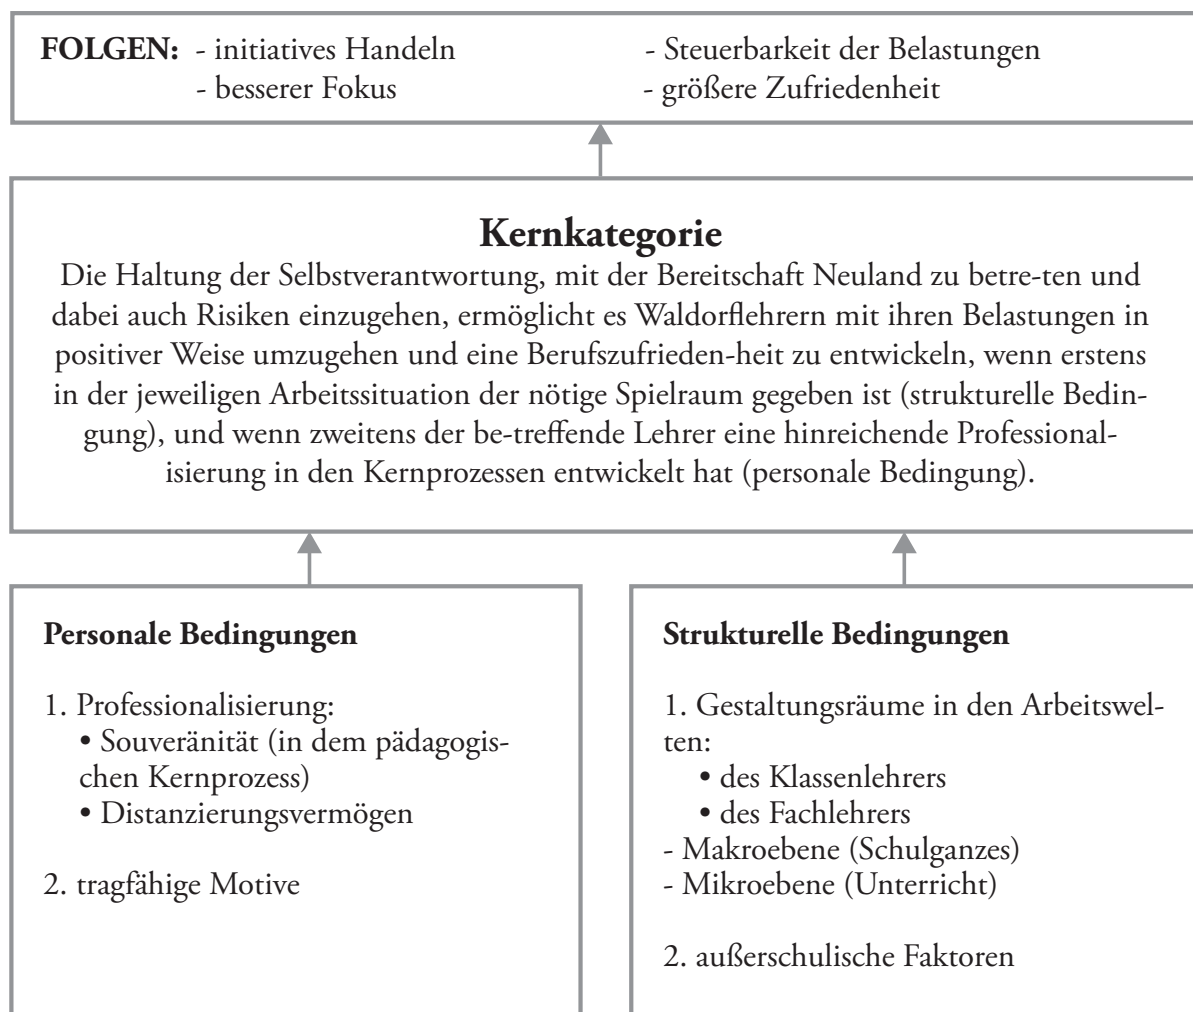 FOLGEN: - initiatives Handeln - Steuerbarkeit der Belastungen
- besserer Fokus - größere Zufriedenheit
Kernkategorie
Die Haltung der Selbstverantwortung, mit der Bereitschaft Neuland zu betre-ten und
dabei auch Risiken einzugehen, ermöglicht es Waldorflehrern mit ihren Belastungen in
positiver Weise umzugehen und eine Berufszufrieden-heit zu entwickeln, wenn erstens
in der jeweiligen Arbeitssituation der nötige Spielraum gegeben ist (strukturelle Bedin-
gung), und wenn zweitens der be-treffende Lehrer eine hinreichende Professional-
isierung in den Kernprozessen entwickelt hat (personale Bedingung).
Personale Bedingungen
1. Professionalisierung:
• Souveränität (in dem pädagogis-
chen Kernprozess)
• Distanzierungsvermögen
2. tragfähige Motive
Strukturelle Bedingungen
1. Gestaltungsräume in den Arbeitswel-
ten:
• des Klassenlehrers
• des Fachlehrers
- Makroebene (Schulganzes)
- Mikroebene (Unterricht)
2. außerschulische Faktoren